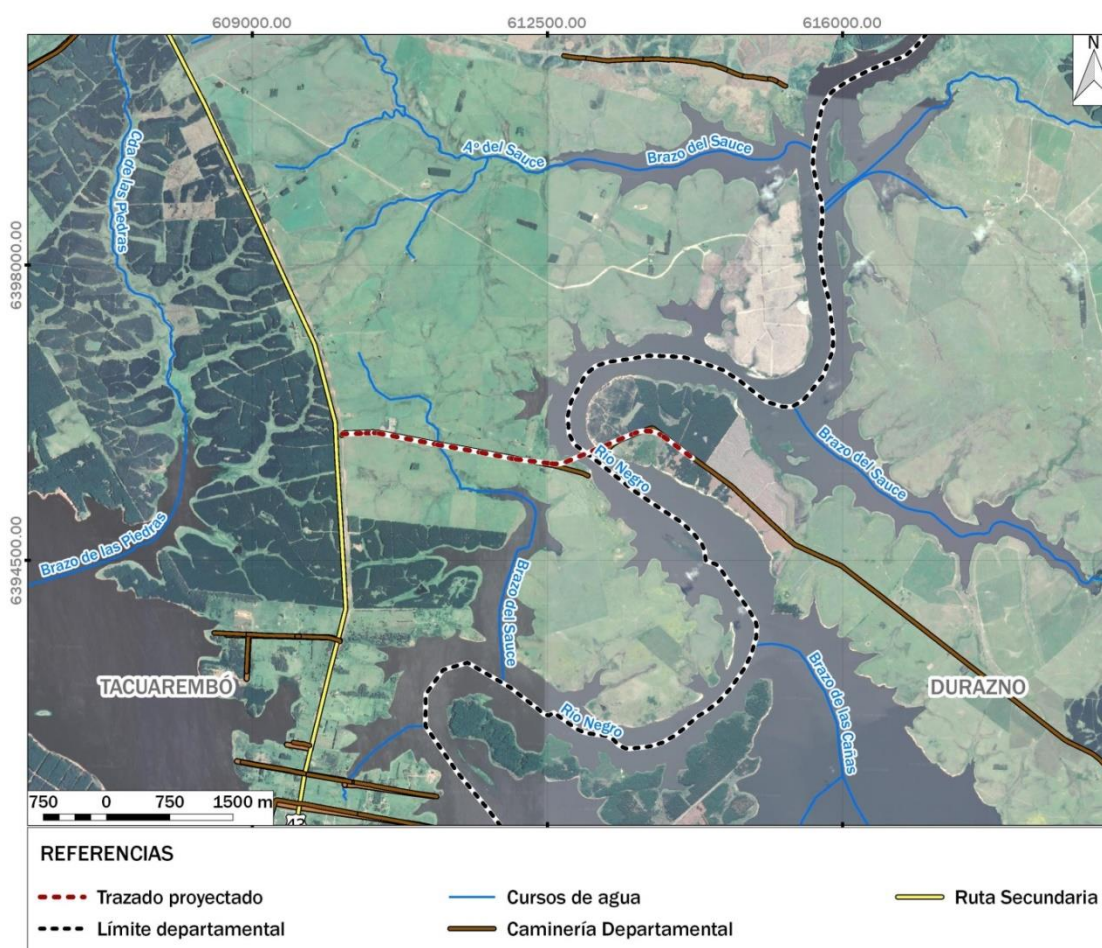 609000.00
612500.00
616000.00
N
6398000.00
6394500.00
Cda de las Piedras
Aº del Sauce
Brazo del Sauce
Río Negro
Brazo del Sauce
Brazo de las Piedras
Brazo del Sauce
TACUAREMBÓ
DURAZNO
Río Negro
Brazo de las Cañas
750 0 750 1500 m
43
REFERENCIAS
Trazado proyectado
Cursos de agua
Ruta Secundaria
Límite departamental
Caminería Departamental